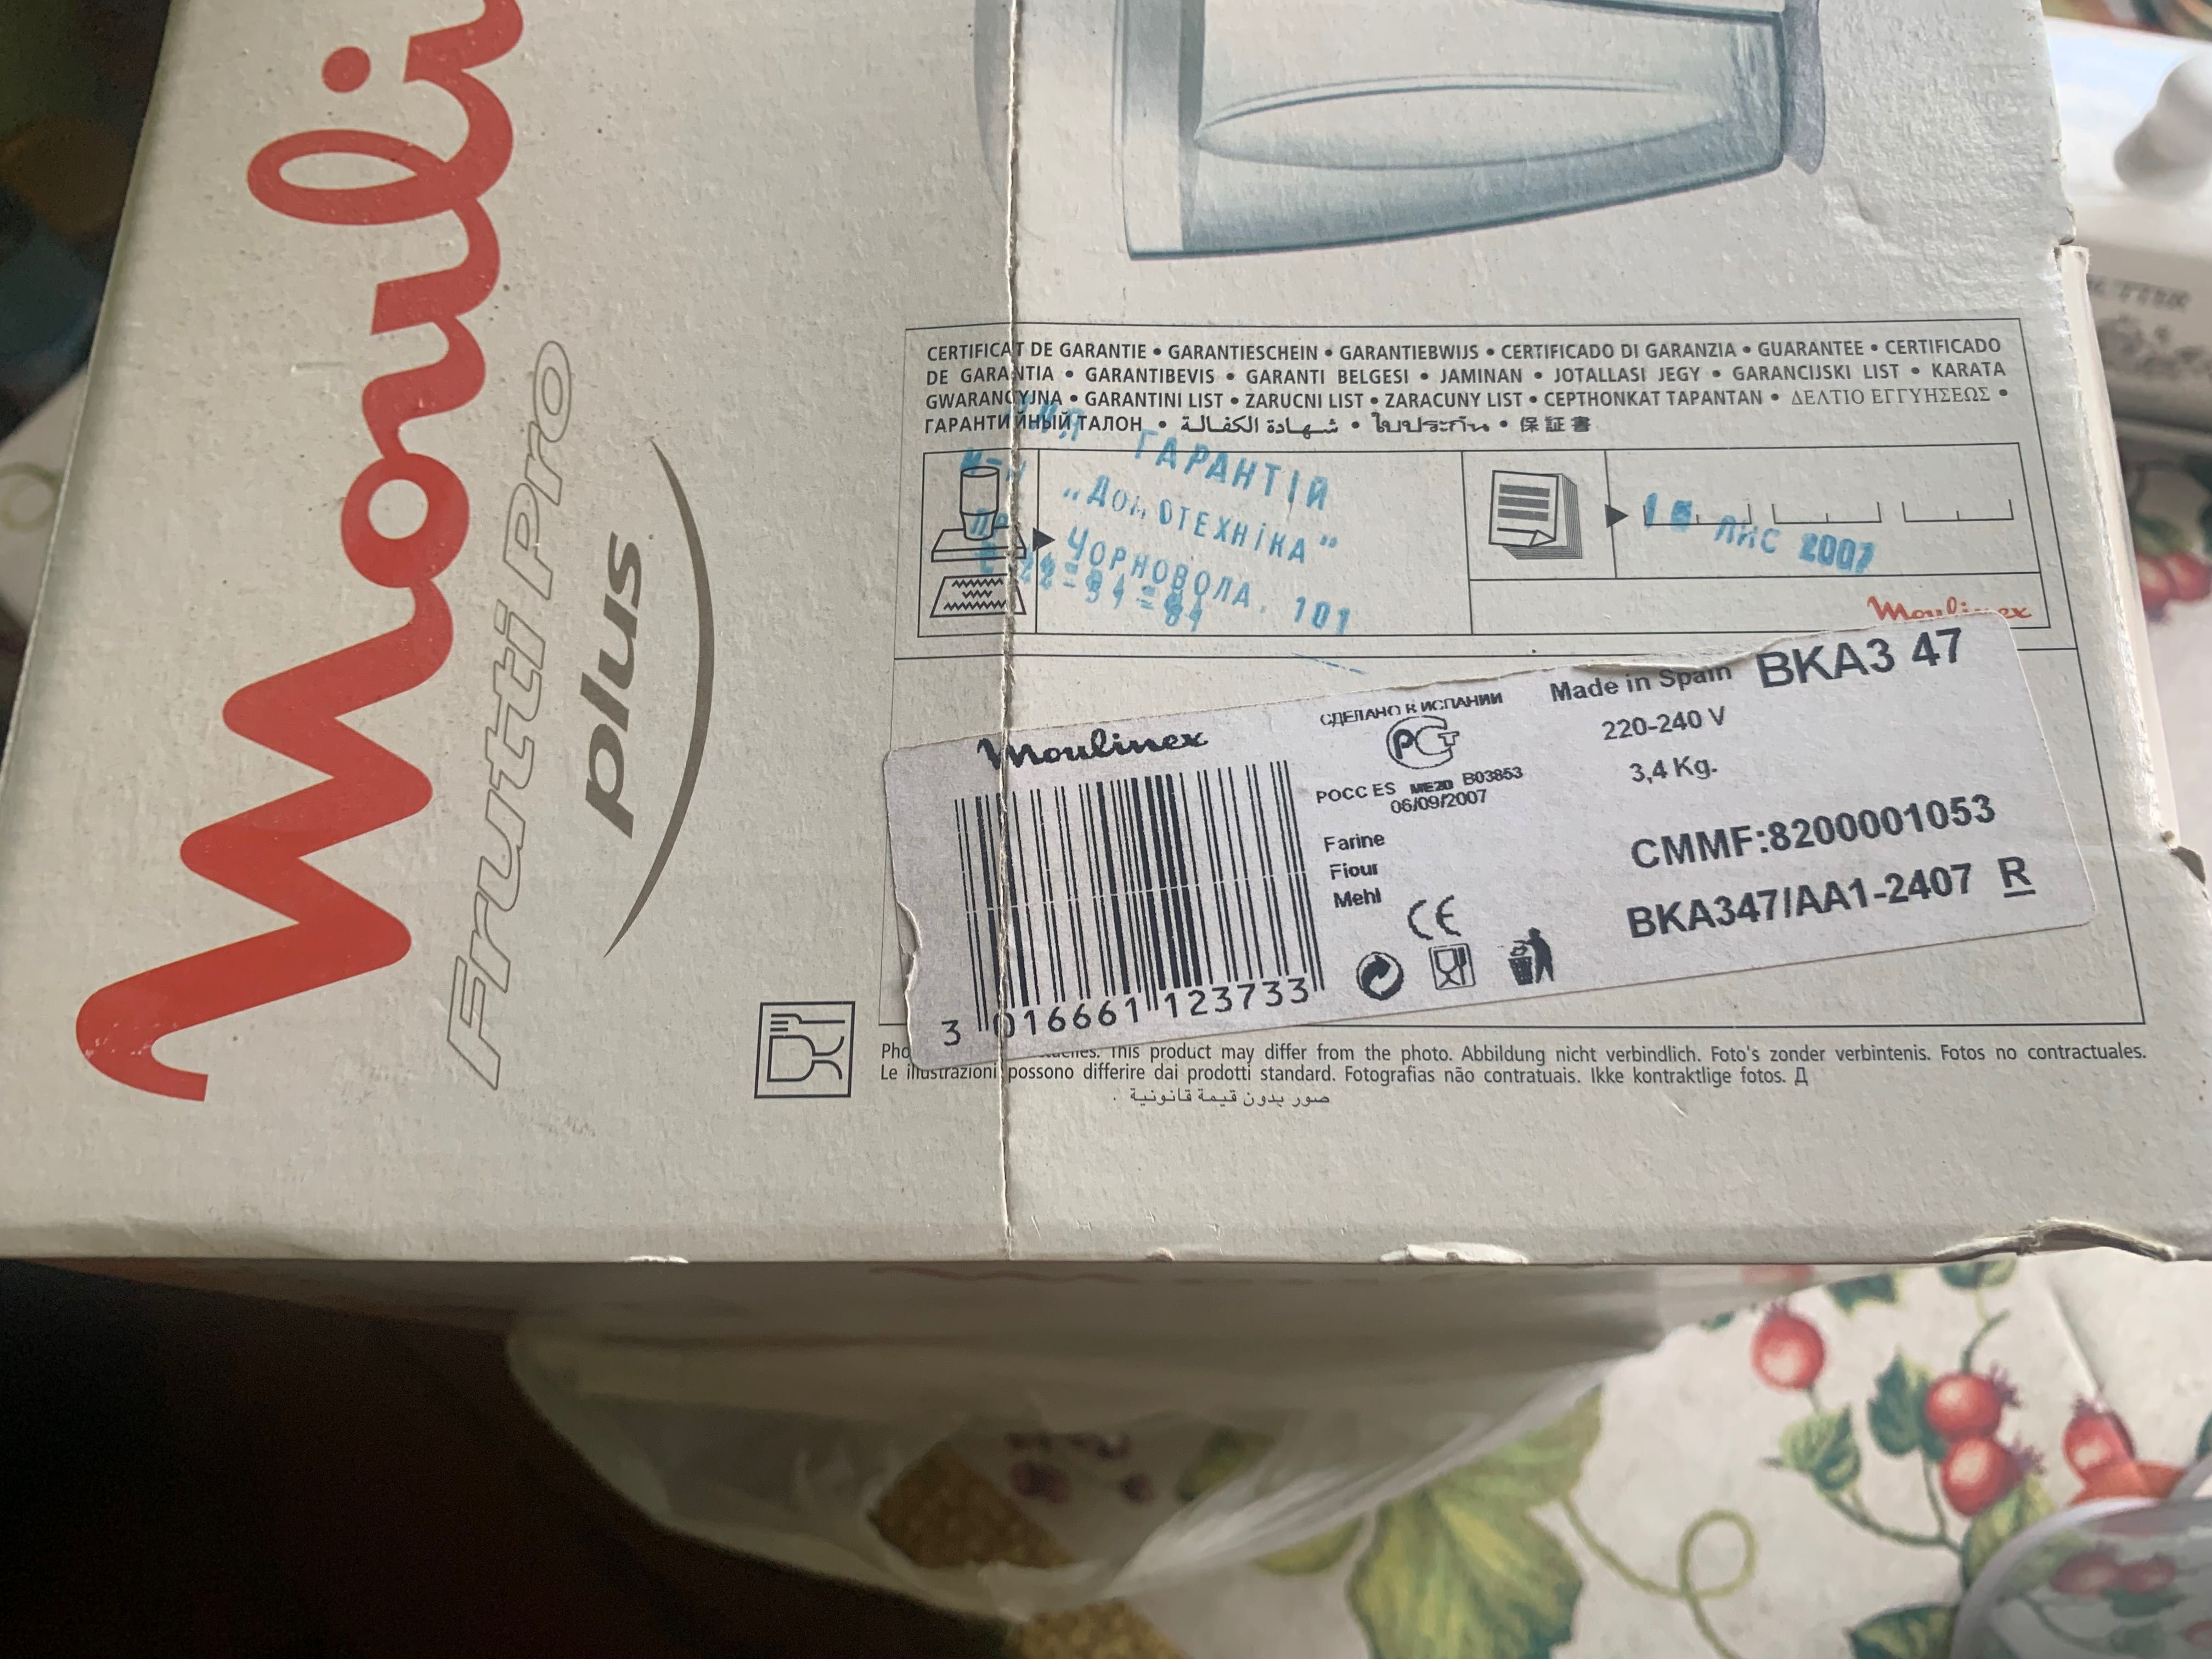 Mouli
Frutti Pro
plus
CERTIFICAT DE GARANTIE • GARANTIESCHEIN • GARANTIEBWIJS • CERTIFICADO DI GARANZIA • GUARANTEE • CERTIFICADO
DE GARANTIA • GARANTIBEVIS • GARANTI BELGESI • JAMINAN • JOTALLASI JEGY • GARANCIJSKI LIST • KARATA
GWARANCYJNA • GARANTINI LIST • ZARUCNI LIST • ZARACUNY LIST • CEPTHONKAT TAPANTAN • ΔΕΛΤΙΟ ΕΓΓΥΗΣΕΩΣ •
ГАРАНТИЙНЫЙ ТАЛОН • شهادة الكفالة • ใบประกัน • 保証書
ГАРАНТІЙ
„ДОМОТЕХНІКА"
ЧОРНОВОЛА, 101
ЛИС 2007
Moulinex
Moulinex
СДЕЛАНО В ИСПАНИИ
Made in Spain
BKA3 47
220-240 V
3,4 Kg.
РОСС ES ME20 B03853
06/09/2007
Farine
Flour
Mehl
CE
CMMF:8200001053
BKA347/AA1-2407 R
3 016661 123733
This product may differ from the photo. Abbildung nicht verbindlich. Foto's zonder verbintenis. Fotos no contractuales.
Le illustrazioni possono differire dai prodotti standard. Fotografias não contratuais. Ikke kontraktlige fotos. Д
صور بدون قيمة قانونية .